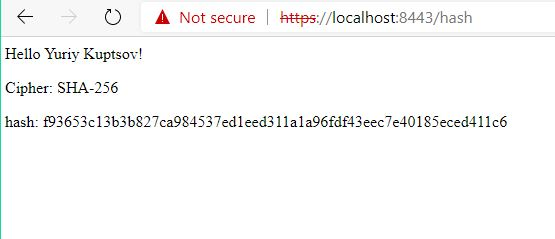 Not secure | https://localhost:8443/hash
Hello Yuriy Kuptsov!
Cipher: SHA-256
hash: f93653c13b3b827ca984537ed1eed311a1a96fdf43eec7e40185eced411c6